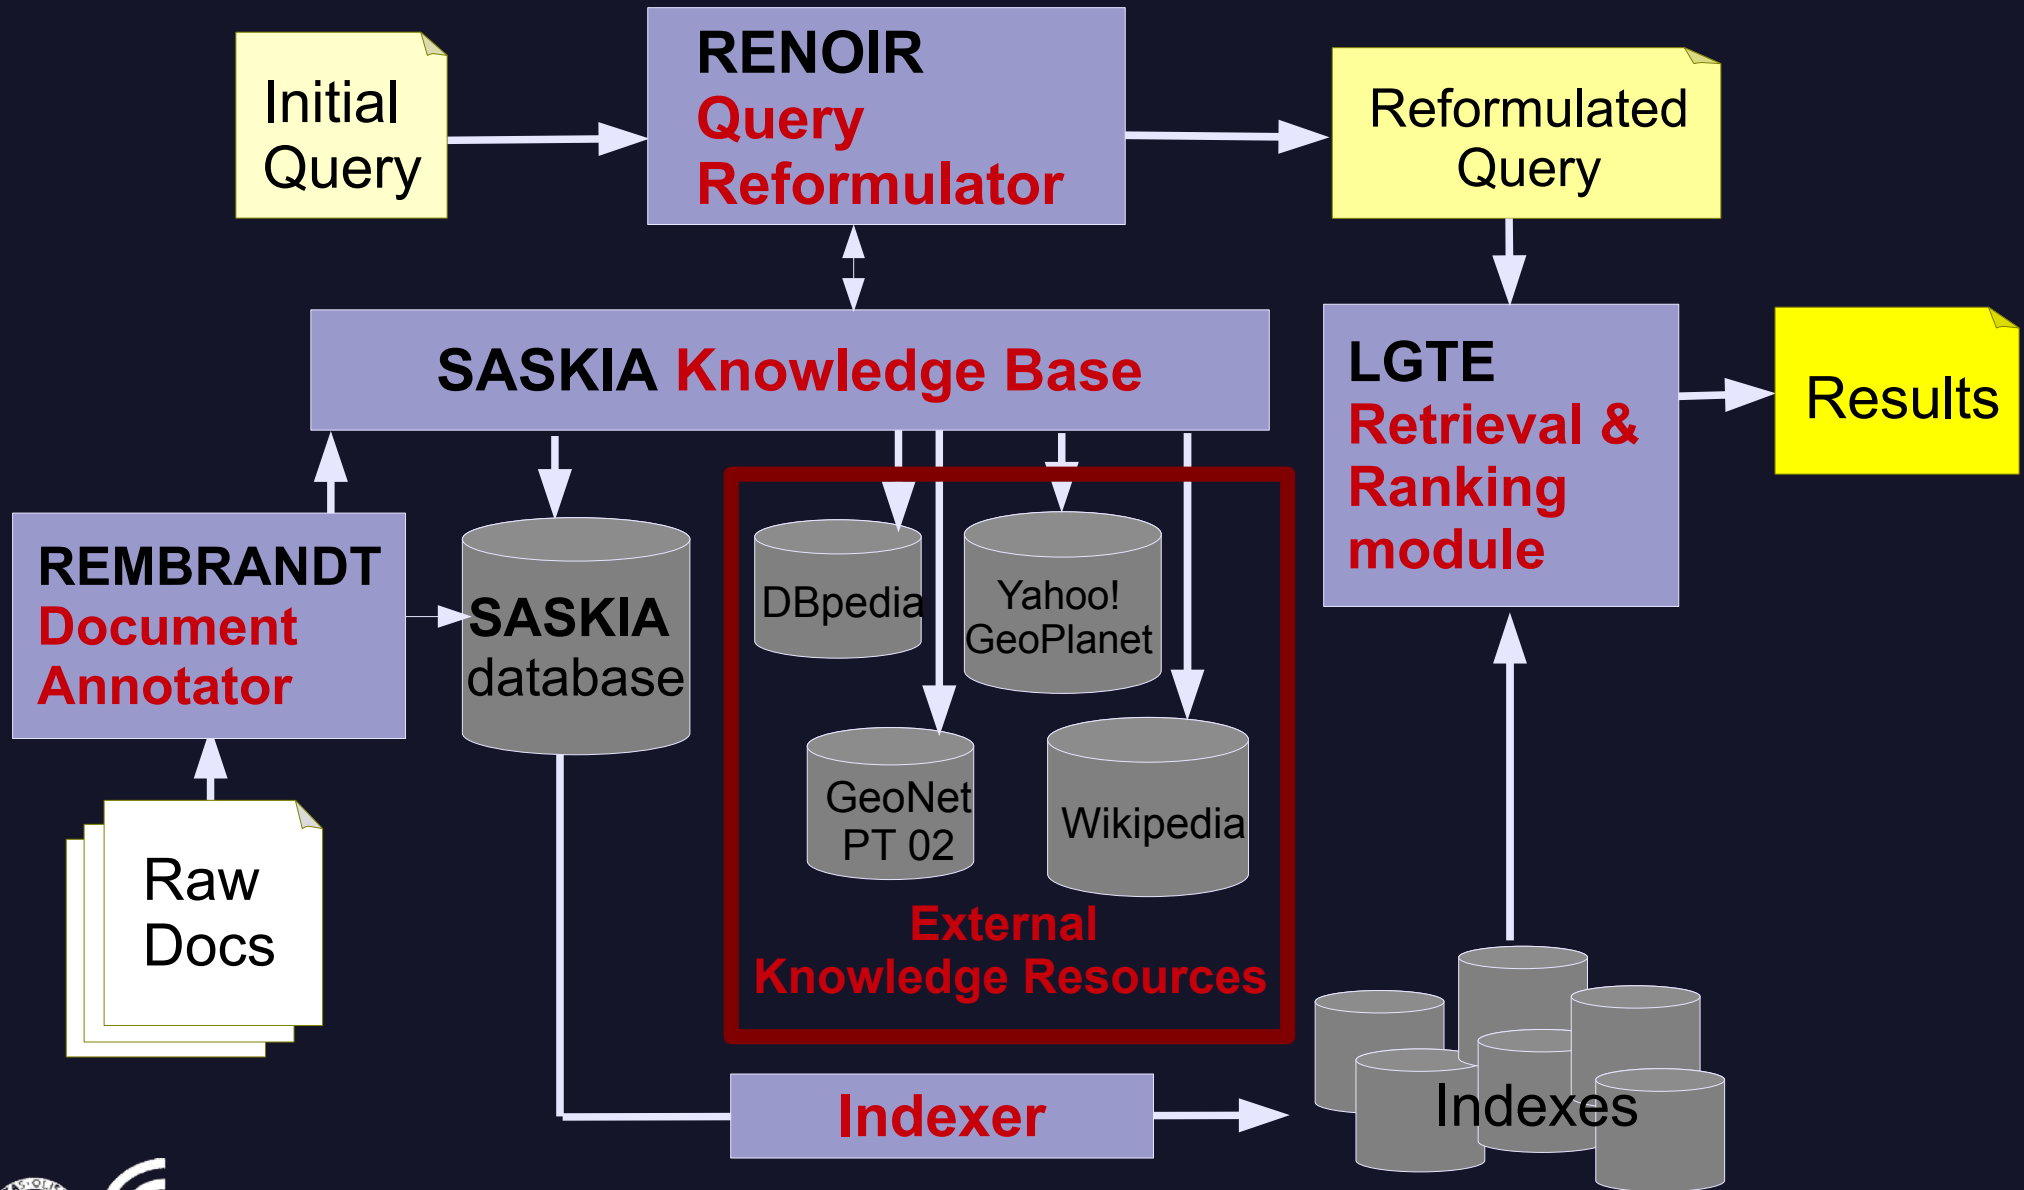 Initial
Query
RENOIR
Query
Reformulator
Reformulated
Query
SASKIA Knowledge Base
LGTE
Retrieval &
Ranking
module
Results
REMBRANDT
Document
Annotator
SASKIA
database
DBpedia
Yahoo!
GeoPlanet
GeoNet
PT 02
Wikipedia
External
Knowledge Resources
Raw
Docs
Indexer
Indexes